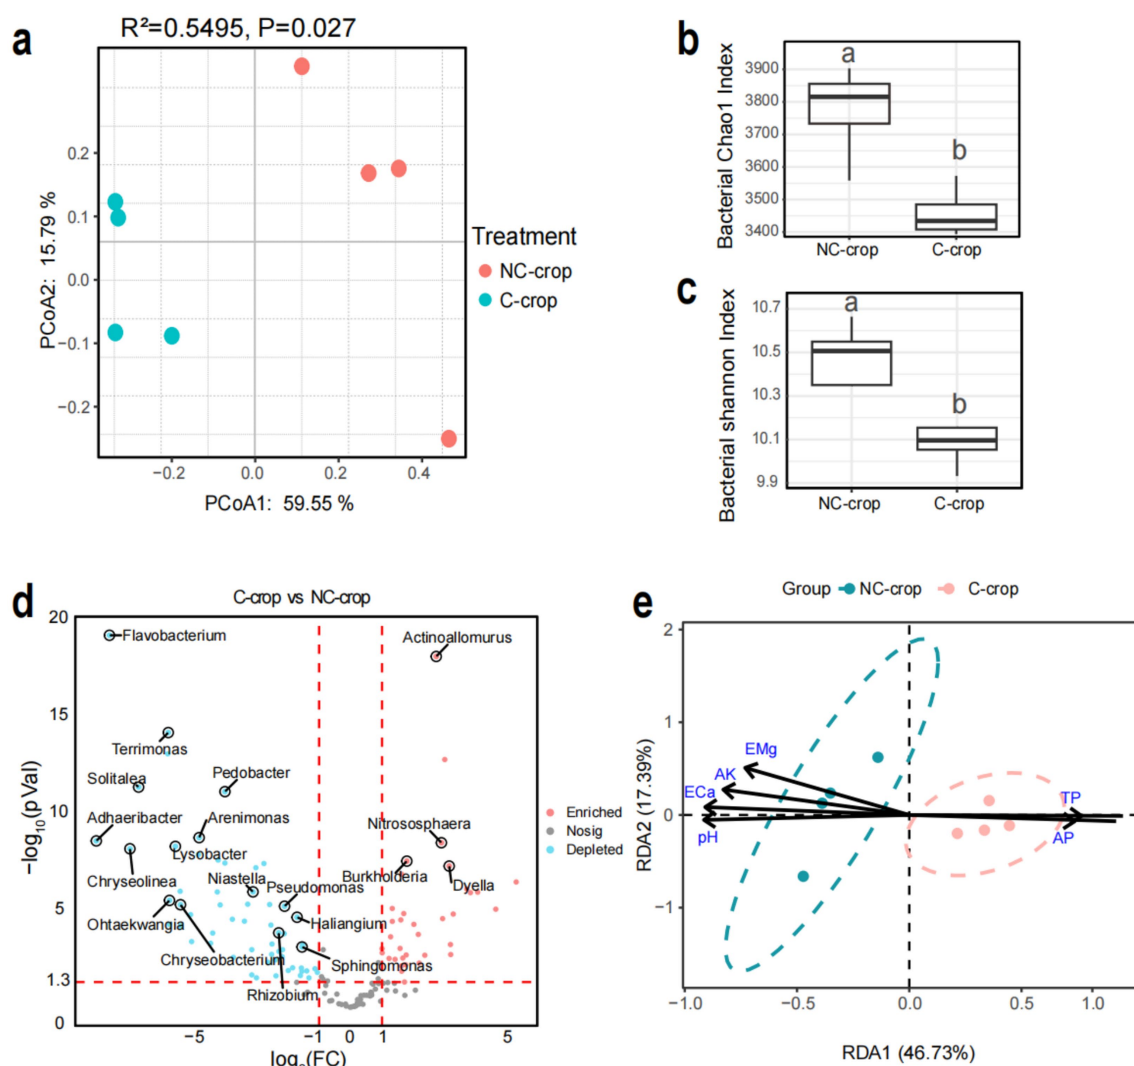 a
R²=0.5495, P=0.027
PCoA2: 15.79 %
0.2
0.1
0.0
−0.1
−0.2
−0.2
0.0
0.2
0.4
PCoA1: 59.55 %
Treatment
NC-crop
C-crop
b
Bacterial Chao1 Index
3900
3800
3700
3600
3500
3400
a
b
NC-crop
C-crop
c
Bacterial shannon Index
10.7
10.5
10.3
10.1
9.9
a
b
NC-crop
C-crop
d
C-crop vs NC-crop
−log10(pVal)
20
15
10
5
1.3
0
Flavobacterium
Actinoallomurus
Terrimonas
Solitalea
Pedobacter
Adhaeribacter
Arenimonas
Nitrososphaera
Lysobacter
Chryseolinea
Niastella
Pseudomonas
Burkholderia
Dyella
Ohtaekwangia
Haliangium
Chryseobacterium
Sphingomonas
Rhizobium
−5
−1
0
1
5
log2(FC)
Enriched
Nosig
Depleted
e
Group
NC-crop
C-crop
RDA2 (17.39%)
2
1
0
−1
EMg
AK
ECa
pH
TP
AP
−1.0
−0.5
0.0
0.5
1.0
RDA1 (46.73%)